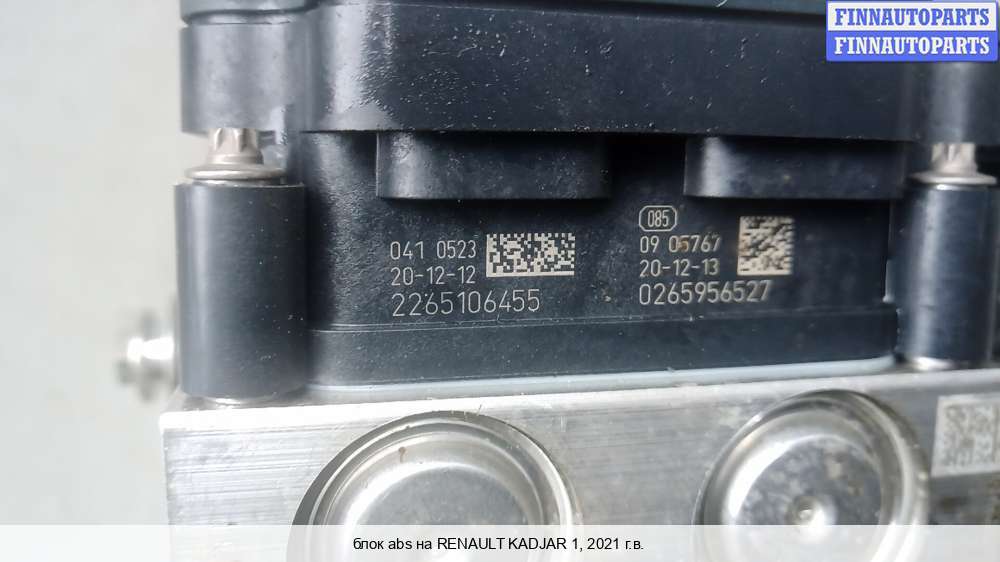 FINNAUTOPARTS
FINNAUTOPARTS
041 0523
20-12-12
2265106455
085
09 05767
20-12-13
0265956527
блок abs на RENAULT KADJAR 1, 2021 г.в.